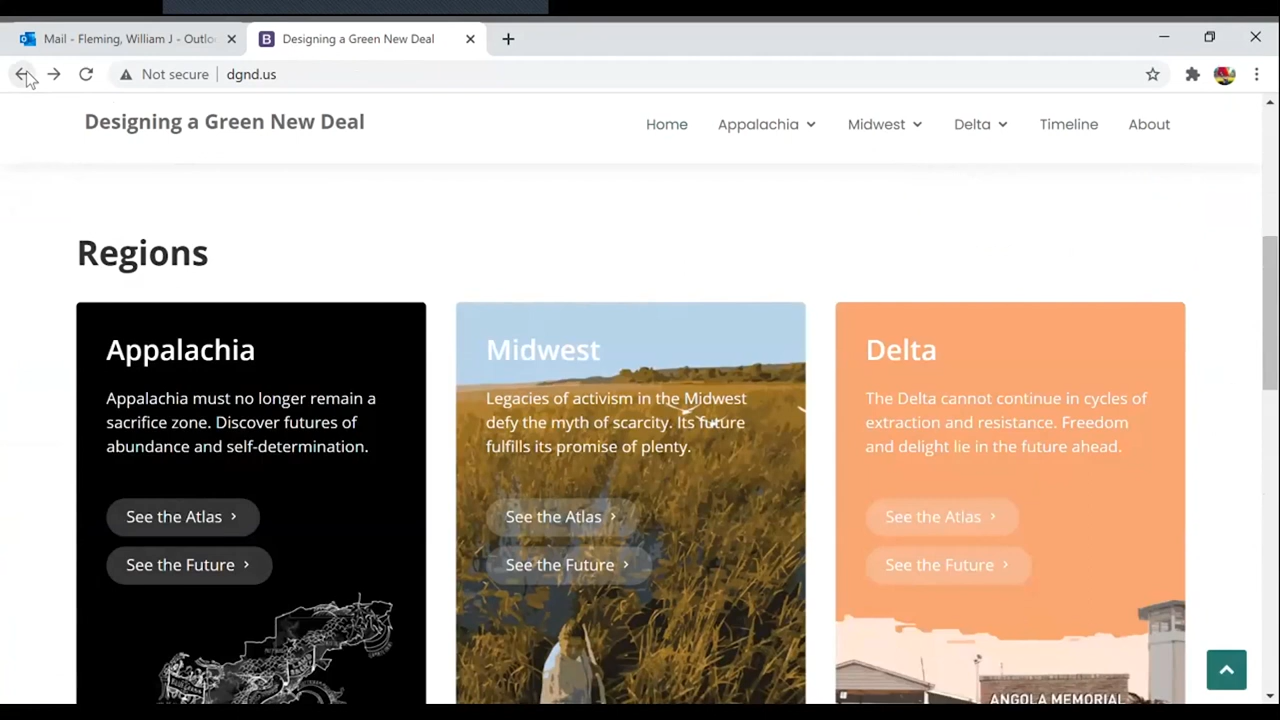 Mail - Fleming, William J - Outlo
Designing a Green New Deal
Not secure
dgnd.us
Designing a Green New Deal
Home
Appalachia
Midwest
Delta
Timeline
About
Regions
Appalachia
Appalachia must no longer remain a
sacrifice zone. Discover futures of
abundance and self-determination.
See the Atlas
See the Future
Midwest
Legacies of activism in the Midwest
defy the myth of scarcity. Its future
fulfills its promise of plenty.
See the Atlas
See the Future
Delta
The Delta cannot continue in cycles of
extraction and resistance. Freedom
and delight lie in the future ahead.
See the Atlas
See the Future
ANGOLA MEMORIAL